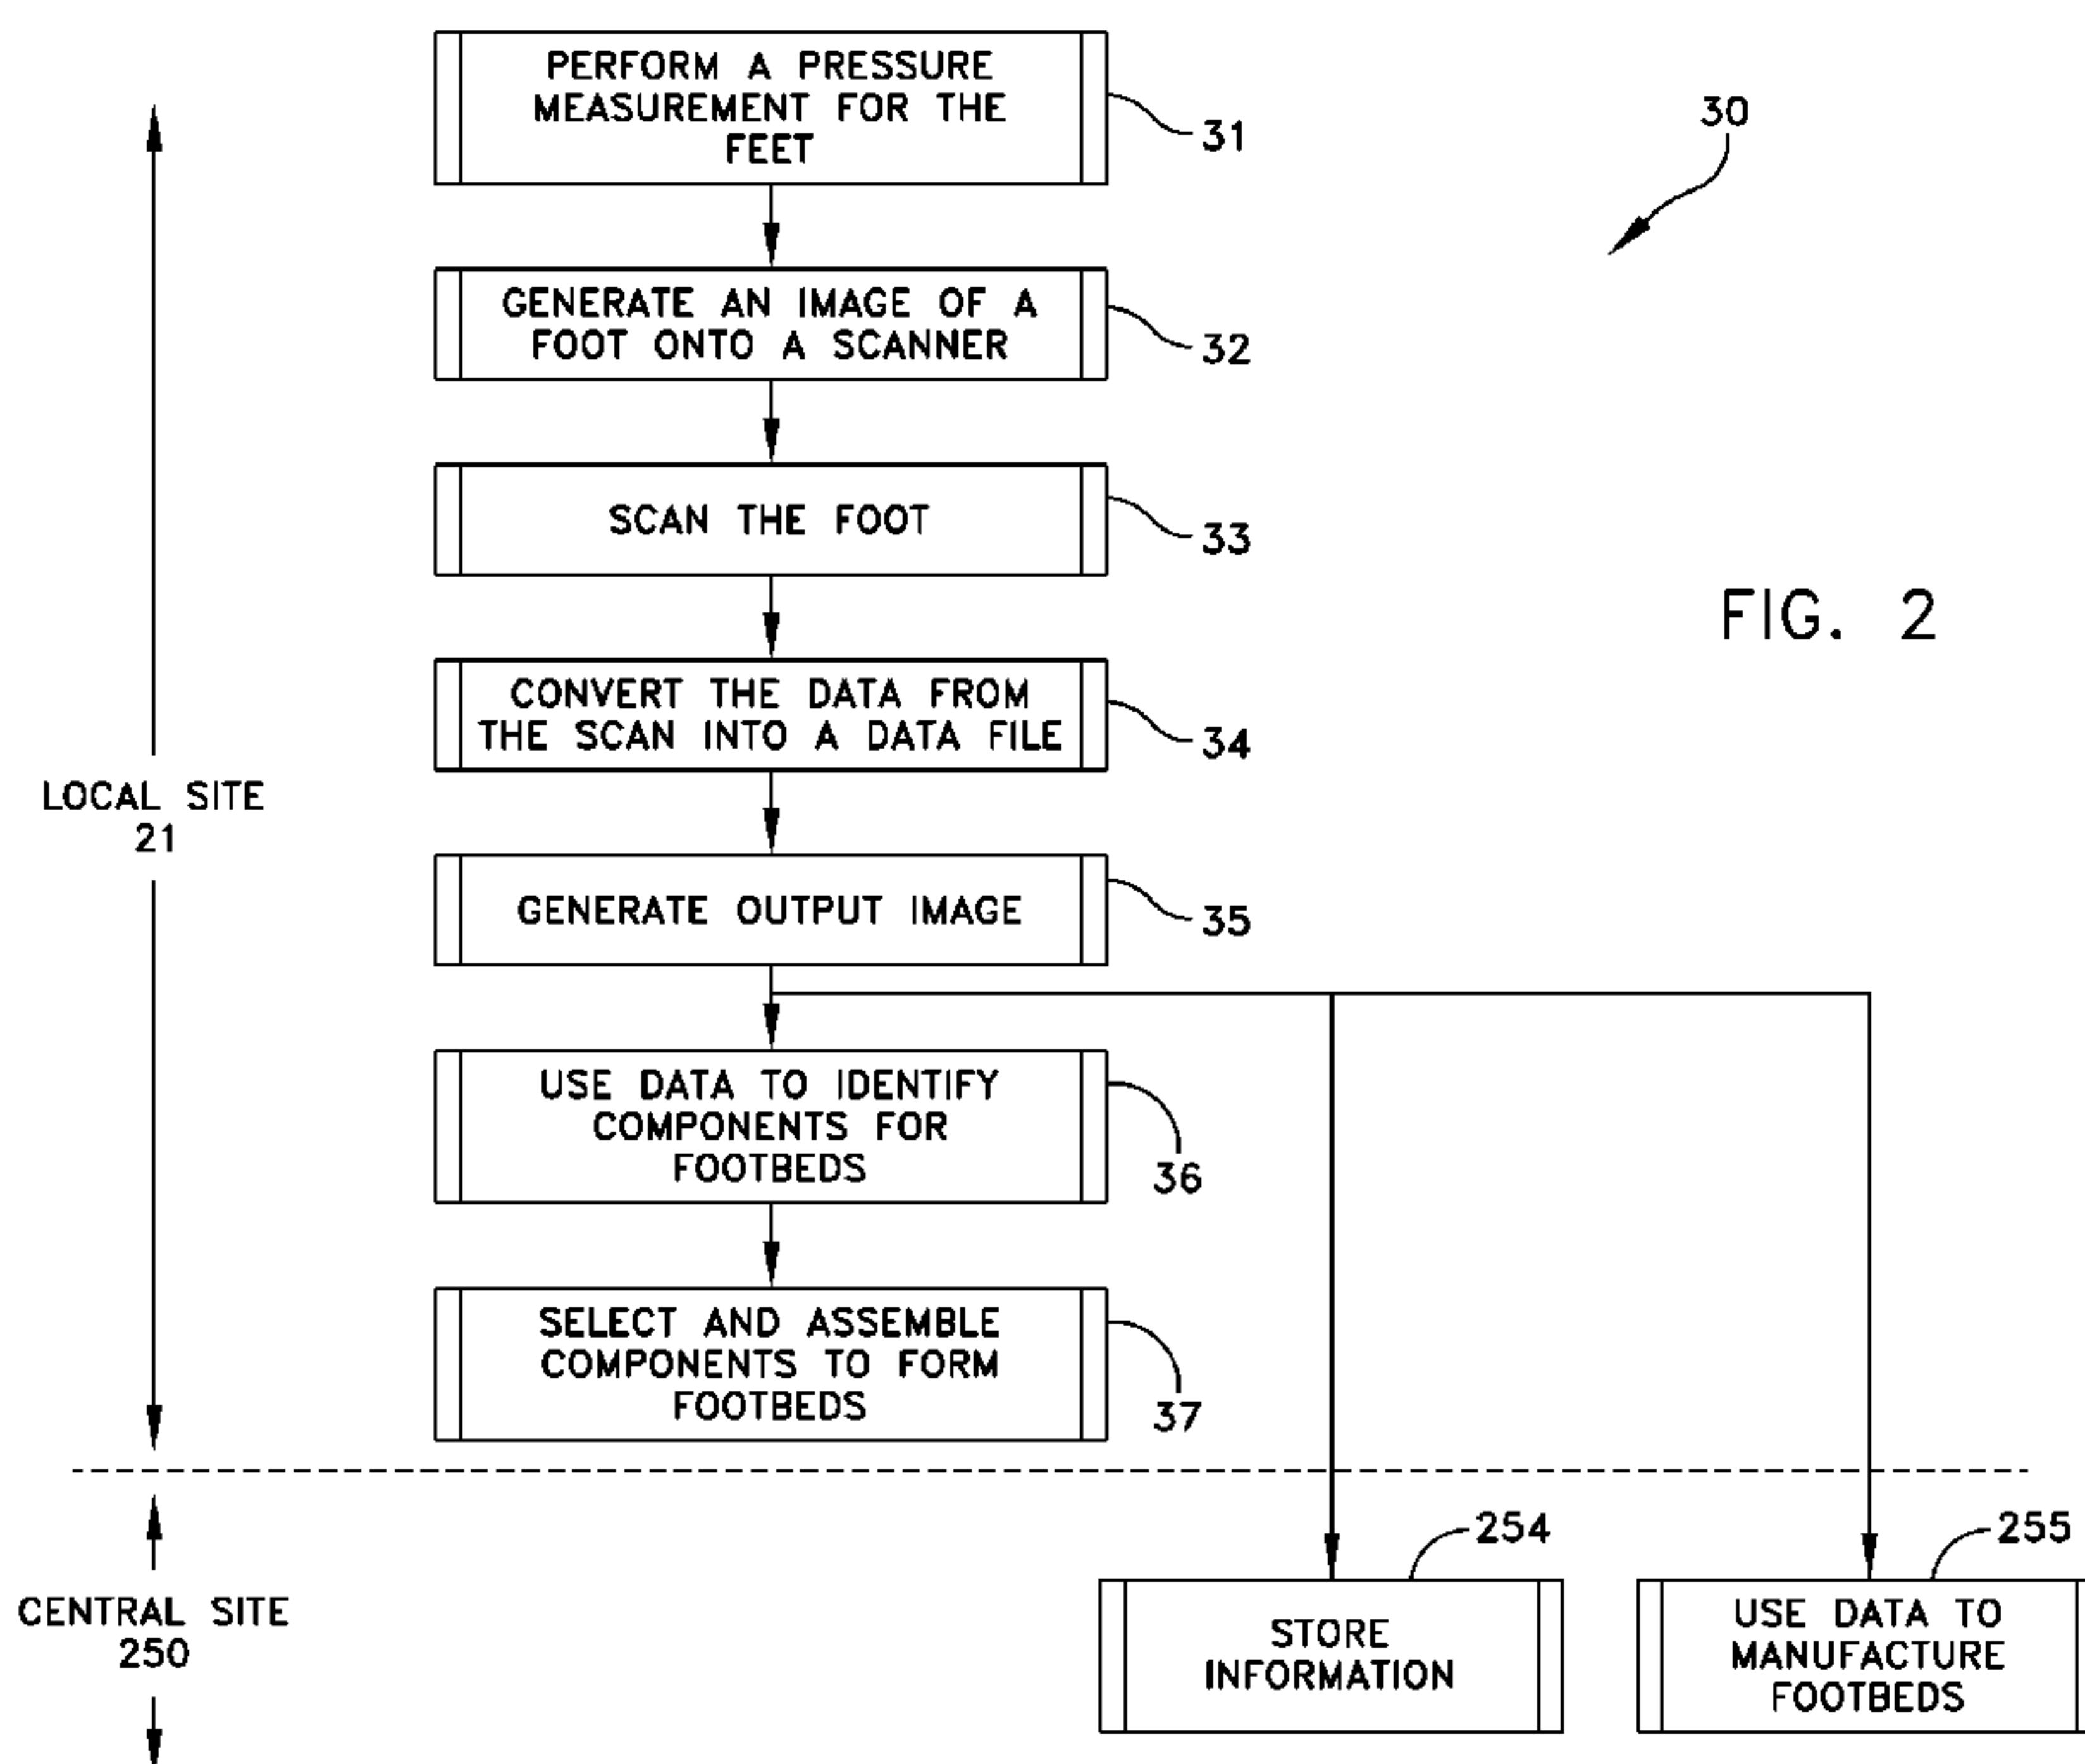 PERFORM A PRESSURE
MEASUREMENT FOR THE
FEET
31
30
GENERATE AN IMAGE OF A
FOOT ONTO A SCANNER
32
SCAN THE FOOT
33
FIG. 2
CONVERT THE DATA FROM
THE SCAN INTO A DATA FILE
34
LOCAL SITE
21
GENERATE OUTPUT IMAGE
35
USE DATA TO IDENTIFY
COMPONENTS FOR
FOOTBEDS
36
SELECT AND ASSEMBLE
COMPONENTS TO FORM
FOOTBEDS
37
CENTRAL SITE
250
254
STORE
INFORMATION
255
USE DATA TO
MANUFACTURE
FOOTBEDS